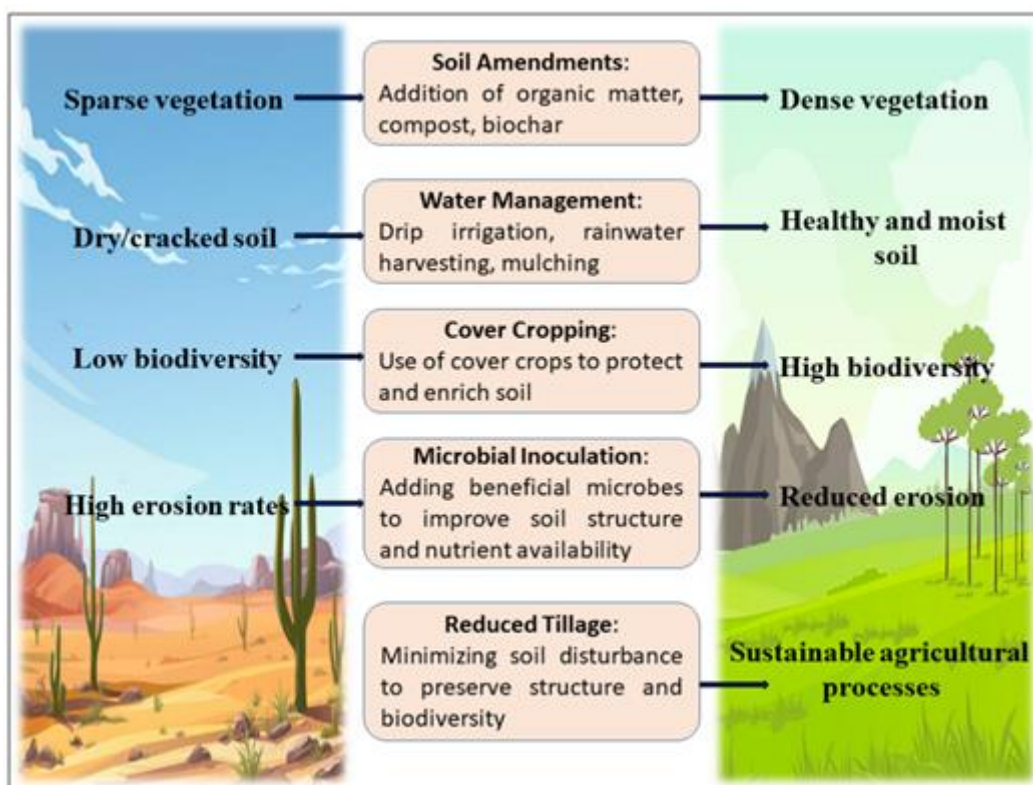 Sparse vegetation
Soil Amendments:
Addition of organic matter,
compost, biochar
Dense vegetation
Dry/cracked soil
Water Management:
Drip irrigation, rainwater
harvesting, mulching
Healthy and moist
soil
Low biodiversity
Cover Cropping:
Use of cover crops to protect
and enrich soil
High biodiversity
High erosion rates
Microbial Inoculation:
Adding beneficial microbes
to improve soil structure
and nutrient availability
Reduced erosion
Reduced Tillage:
Minimizing soil disturbance
to preserve structure and
biodiversity
Sustainable agricultural
processes